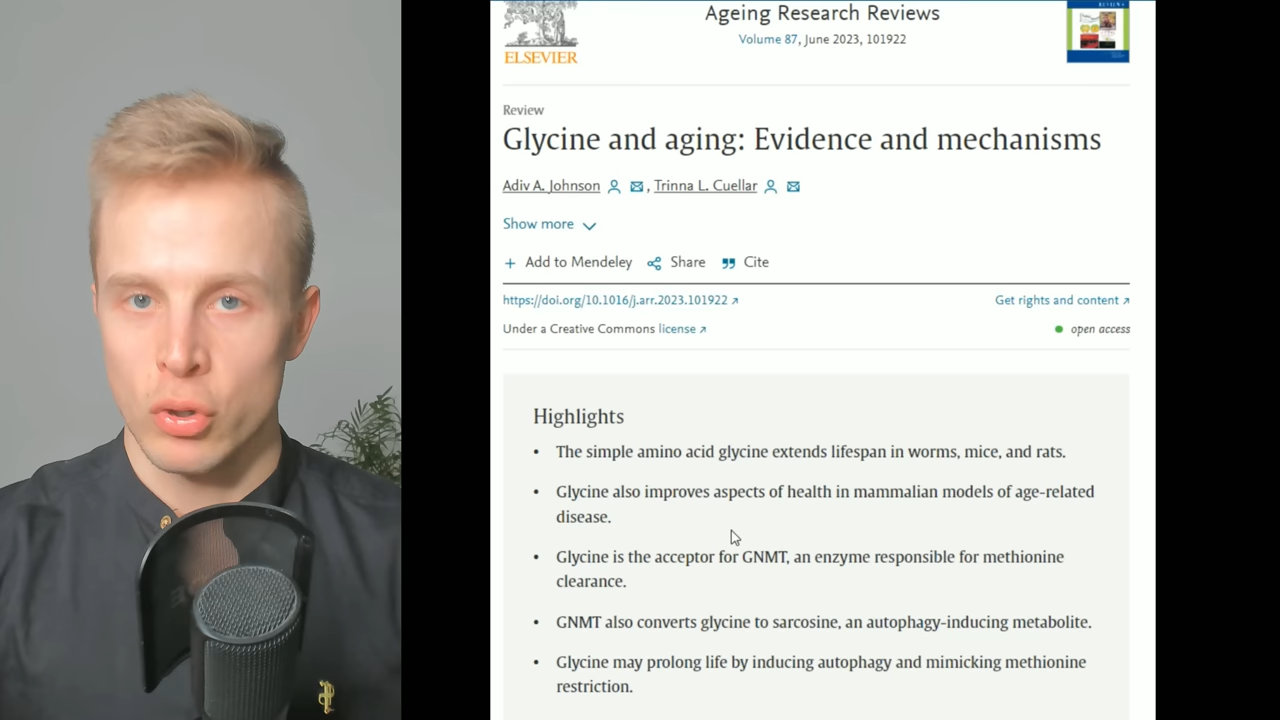 Ageing Research Reviews
ELSEVIER
Volume 87, June 2023, 101922
Review
Glycine and aging: Evidence and mechanisms
Adiv A. Johnson , Trinna L. Cuellar
Show more
+ Add to Mendeley Share Cite
https://doi.org/10.1016/j.arr.2023.101922 ↗ Get rights and content ↗
Under a Creative Commons license ↗ ● open access
Highlights
• The simple amino acid glycine extends lifespan in worms, mice, and rats.
• Glycine also improves aspects of health in mammalian models of age-related
disease.
• Glycine is the acceptor for GNMT, an enzyme responsible for methionine
clearance.
• GNMT also converts glycine to sarcosine, an autophagy-inducing metabolite.
• Glycine may prolong life by inducing autophagy and mimicking methionine
restriction.